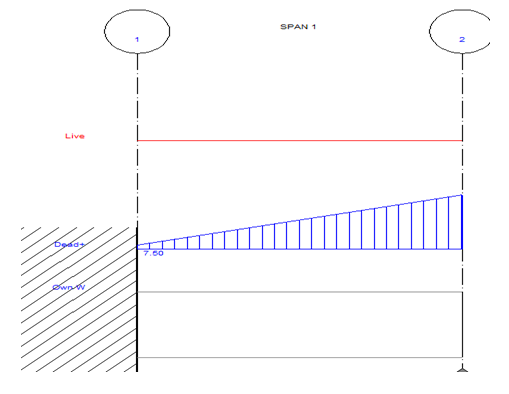 SPAN 1
1
2
Live
Dead+
7.50
Own W